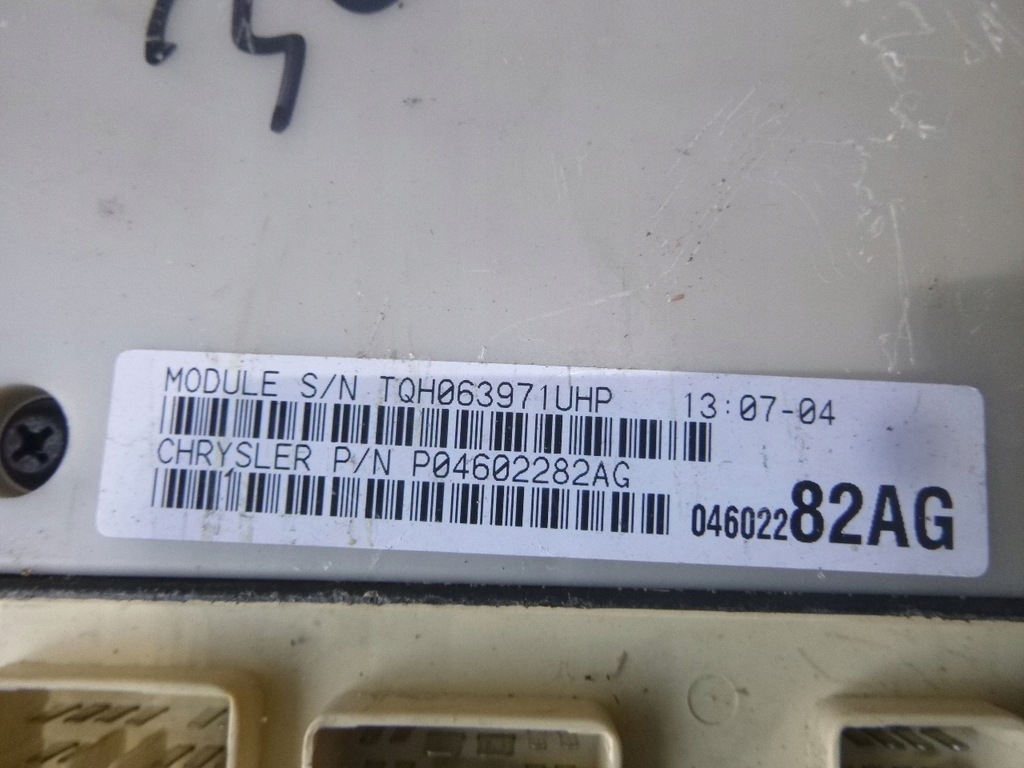 MODULE S/N TQH063971UHP 13:07-04
CHRYSLER P/N P04602282AG
04602282AG